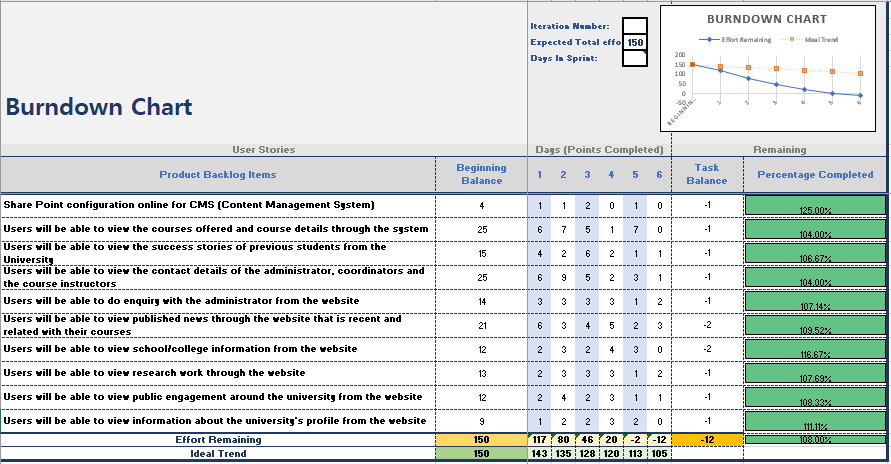 BURNDOWN CHART
Effort Remaining Ideal Trend
200
150
100
50
0
-50
1 2 3 4 5 6
Iteration Number:
Expected Total effo 150
Days In Sprint:
Burndown Chart
User Stories Days (Points Completed) Remaining
Product Backlog Items Beginning Balance 1 2 3 4 5 6 Task Balance Percentage Completed
Share Point configuration online for CMS (Content Management System) 4 1 1 2 0 1 0 -1 125.00%
Users will be able to view the courses offered and course details through the system 25 6 7 5 1 7 0 -1 104.00%
Users will be able to view the success stories of previous students from the
University 15 4 2 6 2 1 1 -1 106.67%
Users will be able to view the contact details of the administrator, coordinators and
the course instructors 25 6 9 5 2 3 1 -1 104.00%
Users will be able to do enquiry with the administrator from the website 14 3 3 3 3 1 2 -1 107.14%
Users will be able to view published news through the website that is recent and
related with their courses 21 6 3 4 5 2 3 -2 109.52%
Users will be able to view school/college information from the website 12 2 3 2 4 3 0 -2 116.67%
Users will be able to view research work through the website 13 2 3 3 3 2 1 -1 107.69%
Users will be able to view public engagement around the university from the website 12 2 4 2 3 1 1 -1 108.33%
Users will be able to view information about the university's profile from the website 9 1 2 2 3 2 0 -1 111.11%
Effort Remaining 150 117 80 46 20 -2 -12 -12 108.00%
Ideal Trend 150 143 135 128 120 113 105